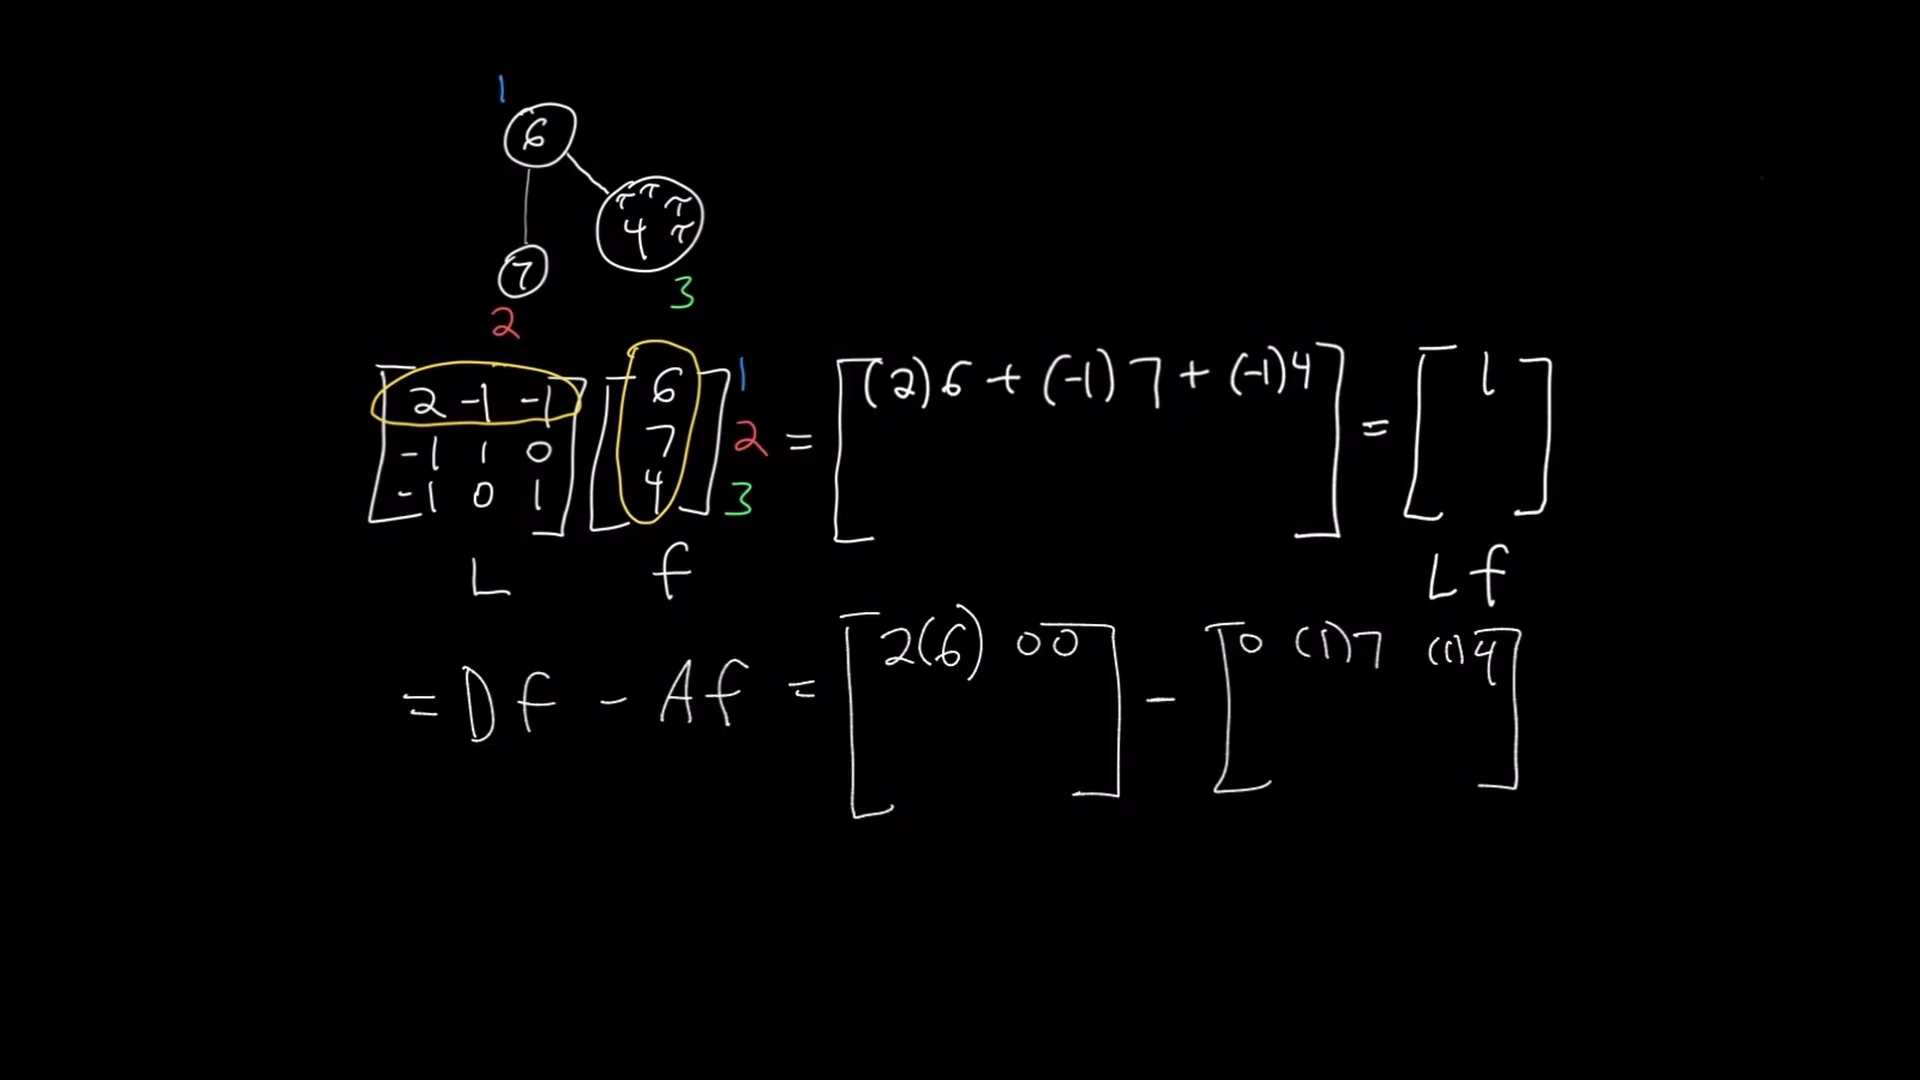 1
6
τ τ τ
4 τ
7
3
2
2 -1 -1
-1 1 0
-1 0 1
6 1
7 2
4 3
= (2)6 + (-1)7 + (-1)4 = 1
L f Lf
= Df - Af = 2(6) 0 0 - 0 (1)7 (1)4